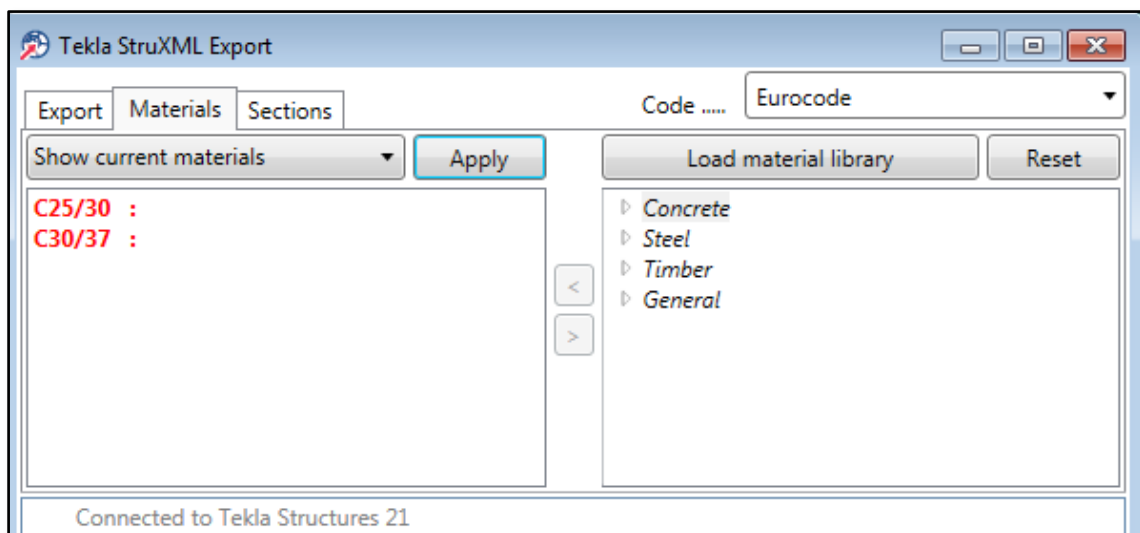 Tekla StruXML Export
Export Materials Sections Code ..... Eurocode
Show current materials Apply Load material library Reset
C25/30 :
C30/37 :
Concrete
Steel
Timber
General
<
>
Connected to Tekla Structures 21